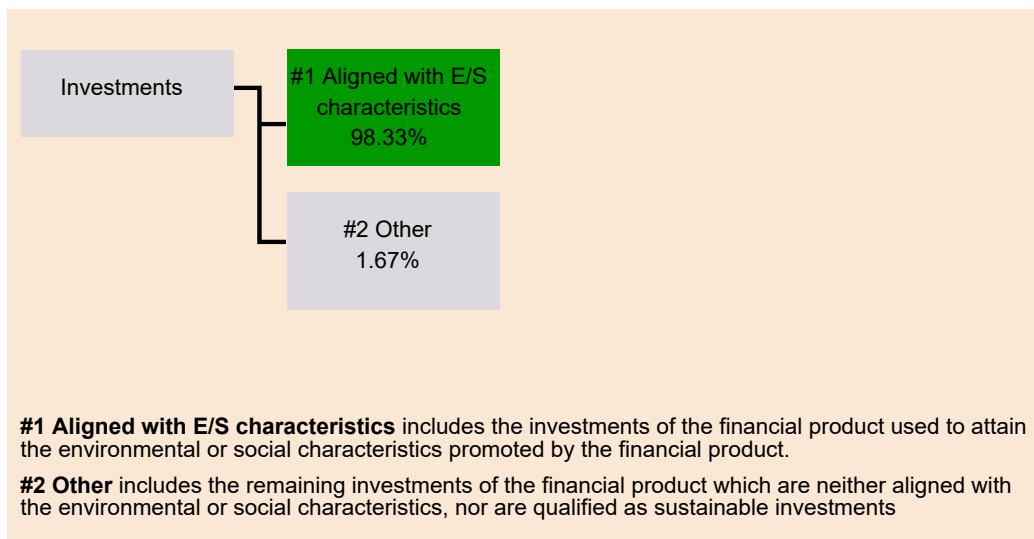 Investments
#1 Aligned with E/S
characteristics
98.33%
#2 Other
1.67%
#1 Aligned with E/S characteristics includes the investments of the financial product used to attain
the environmental or social characteristics promoted by the financial product.
#2 Other includes the remaining investments of the financial product which are neither aligned with
the environmental or social characteristics, nor are qualified as sustainable investments